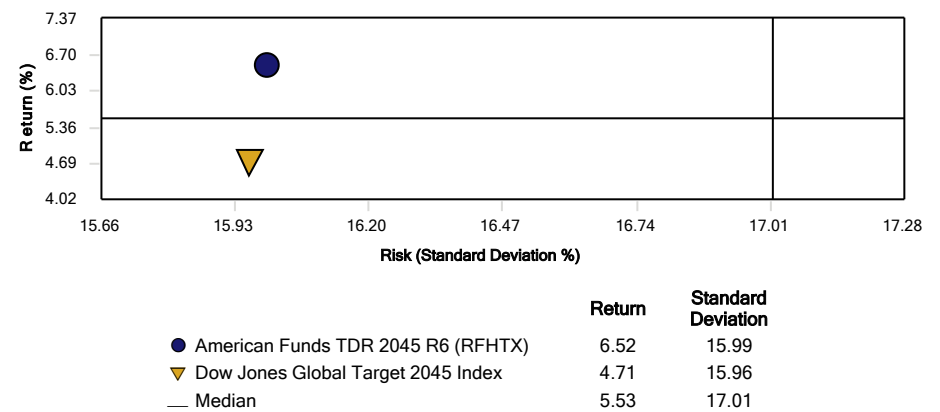 7.37
6.70
6.03
5.36
4.69
4.02
Return (%)
15.66 15.93 16.20 16.47 16.74 17.01 17.28
Risk (Standard Deviation %)
Return Standard Deviation
American Funds TDR 2045 R6 (RFHTX) 6.52 15.99
Dow Jones Global Target 2045 Index 4.71 15.96
Median 5.53 17.01